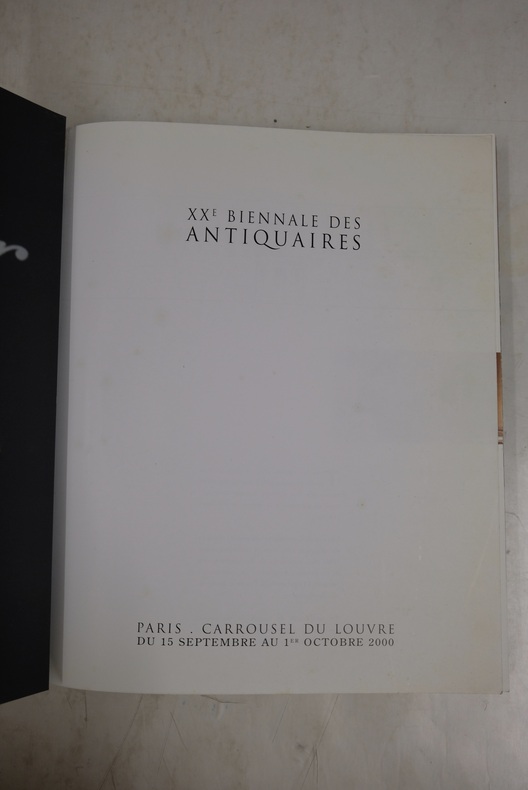 XXE BIENNALE DES
ANTIQUAIRES
PARIS . CARROUSEL DU LOUVRE
DU 15 SEPTEMBRE AU 1ER OCTOBRE 2000